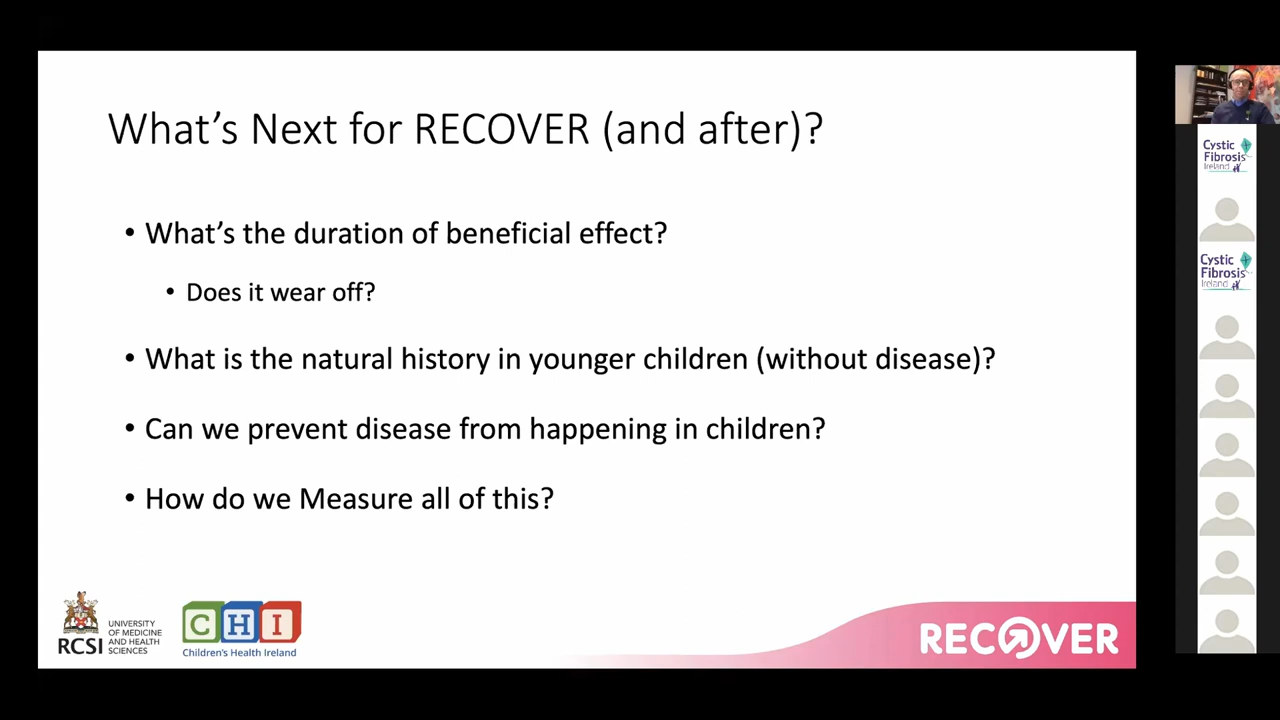 What's Next for RECOVER (and after)?
• What's the duration of beneficial effect?
• Does it wear off?
• What is the natural history in younger children (without disease)?
• Can we prevent disease from happening in children?
• How do we Measure all of this?
RCSI
UNIVERSITY
OF MEDICINE
AND HEALTH
SCIENCES
CHI
Children's Health Ireland
RECOVER
Cystic
Fibrosis
Ireland
Cystic
Fibrosis
Ireland